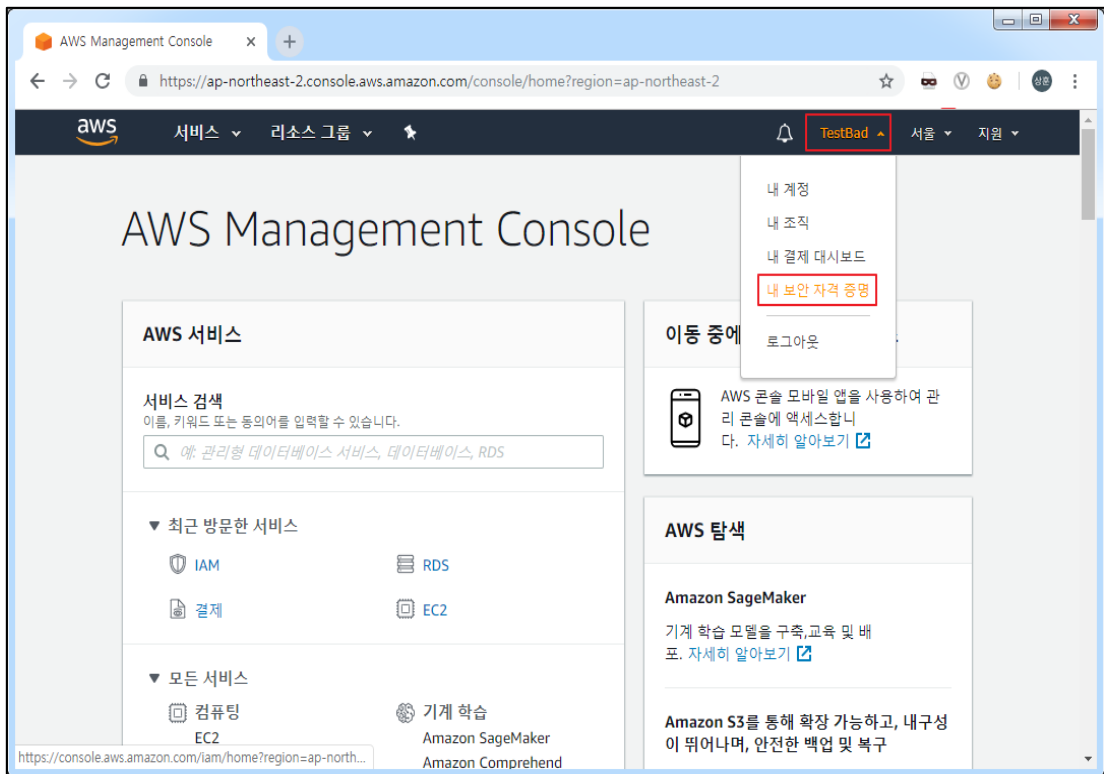 AWS Management Console
https://ap-northeast-2.console.aws.amazon.com/console/home?region=ap-northeast-2
상훈
aws
서비스
리소스 그룹
TestBad
서울
지원
내 계정
내 조직
내 결제 대시보드
내 보안 자격 증명
로그아웃
AWS Management Console
AWS 서비스
서비스 검색
이름, 키워드 또는 동의어를 입력할 수 있습니다.
예: 관리형 데이터베이스 서비스, 데이터베이스, RDS
▼ 최근 방문한 서비스
IAM
RDS
결제
EC2
▼ 모든 서비스
컴퓨팅
EC2
기계 학습
Amazon SageMaker
Amazon Comprehend
이동 중에
AWS 콘솔 모바일 앱을 사용하여 관
리 콘솔에 액세스합니
다. 자세히 알아보기
AWS 탐색
Amazon SageMaker
기계 학습 모델을 구축,교육 및 배
포. 자세히 알아보기
Amazon S3를 통해 확장 가능하고, 내구성
이 뛰어나며, 안전한 백업 및 복구
https://console.aws.amazon.com/iam/home?region=ap-north...